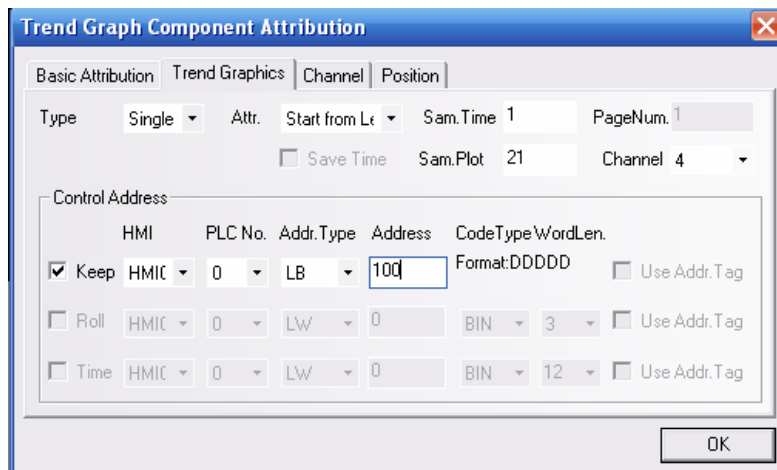 Trend Graph Component Attribution
Basic Attribution Trend Graphics Channel Position
Type Single Attr. Start from Le Sam.Time 1 PageNum. 1
Save Time Sam.Plot 21 Channel 4
Control Address
HMI PLC No. Addr.Type Address CodeType WordLen.
Keep HMI0 0 LB 100 Format:DDDDD Use Addr.Tag
Roll HMI0 0 LW 0 BIN 3 Use Addr.Tag
Time HMI0 0 LW 0 BIN 12 Use Addr.Tag
OK